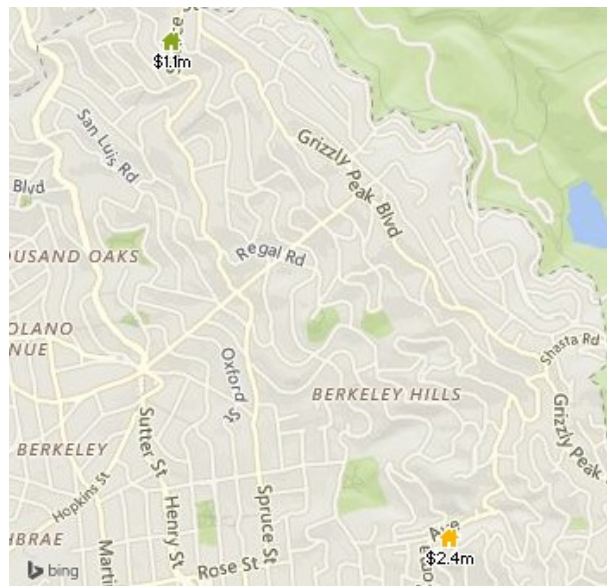 $1.1m
San Luis Rd
Grizzly Peak Blvd
Blvd
Regal Rd
OUSAND OAKS
OLANO
NUE
Shasta Rd
Oxford St
BERKELEY HILLS
Grizzly Peak
Sutter St
BERKELEY
Hopkins St
Henry St
Spruce St
Ave
$2.4m
HBRAE
Marti
Rose St
bing